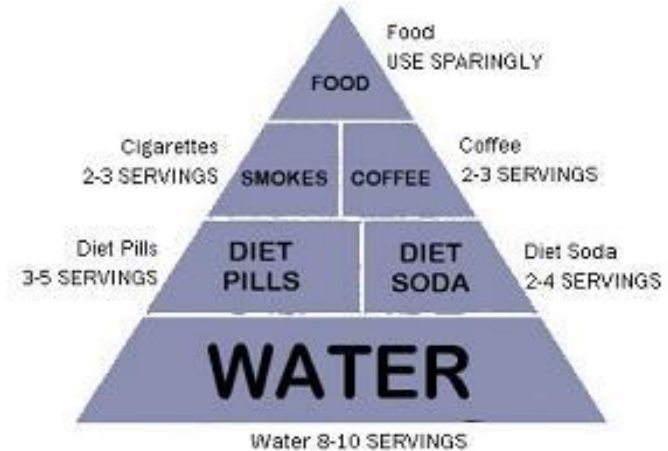 Food
USE SPARINGLY
FOOD
Cigarettes
2-3 SERVINGS
SMOKES
COFFEE
Coffee
2-3 SERVINGS
Diet Pills
3-5 SERVINGS
DIET
PILLS
DIET
SODA
Diet Soda
2-4 SERVINGS
WATER
Water 8-10 SERVINGS